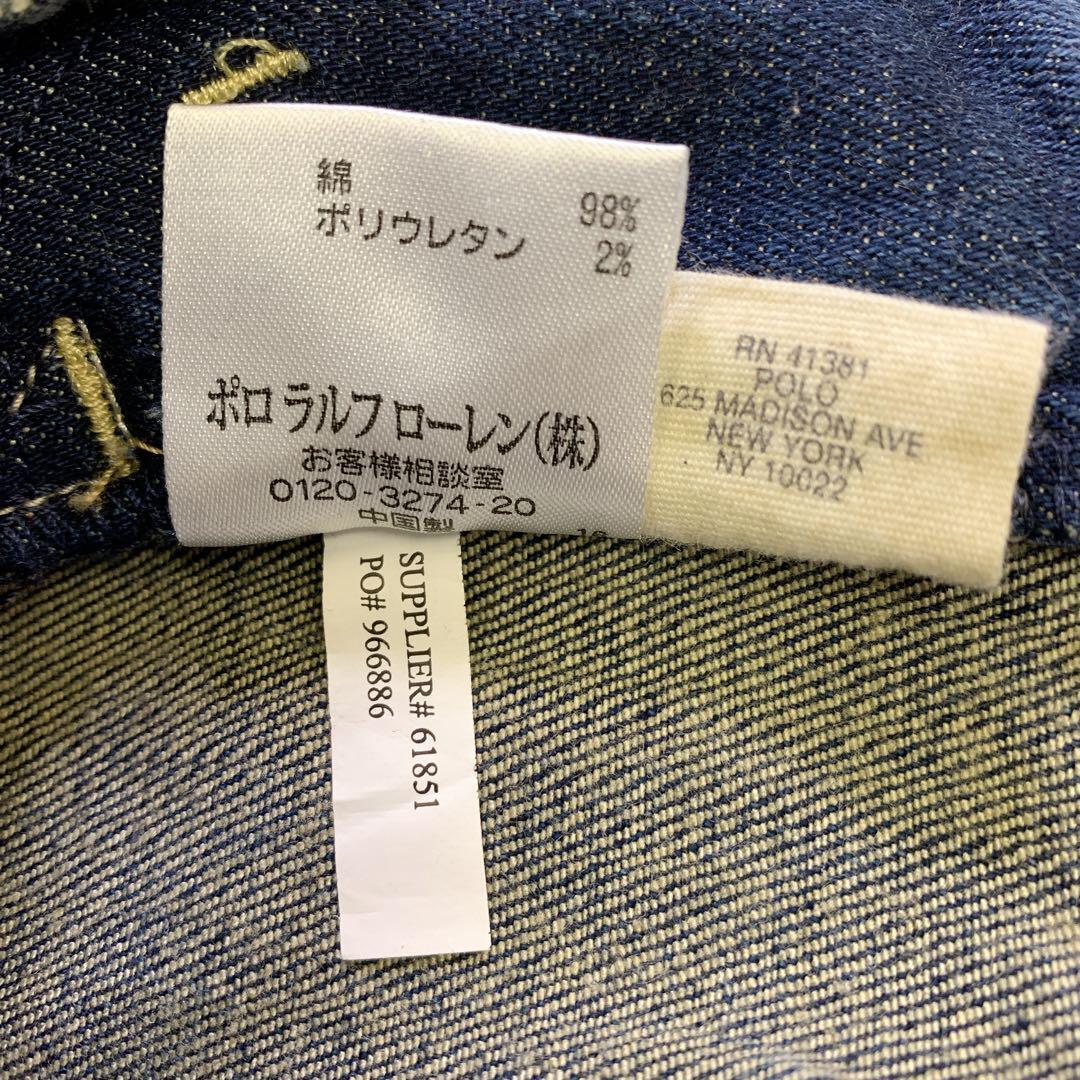 綿 98%
ポリウレタン 2%
ポロ ラルフ ローレン(株)
お客様相談室
0120-3274-20
中国製
RN 41381
POLO
625 MADISON AVE
NEW YORK
NY 10022
SUPPLIER# 61851
PO# 966886